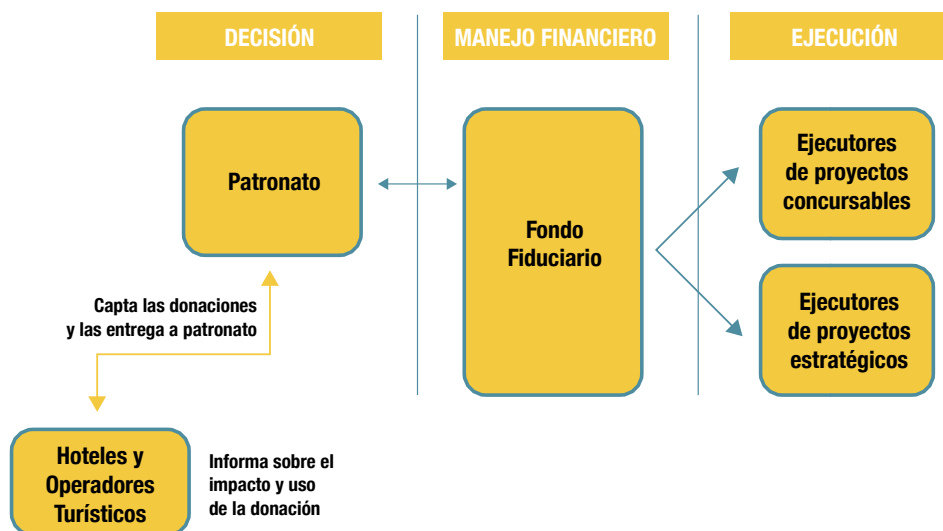 DECISIÓN
MANEJO FINANCIERO
EJECUCIÓN
Patronato
Fondo
Fiduciario
Ejecutores
de proyectos
concursables
Ejecutores
de proyectos
estratégicos
Capta las donaciones
y las entrega a patronato
Hoteles y
Operadores
Turísticos
Informa sobre el
impacto y uso
de la donación